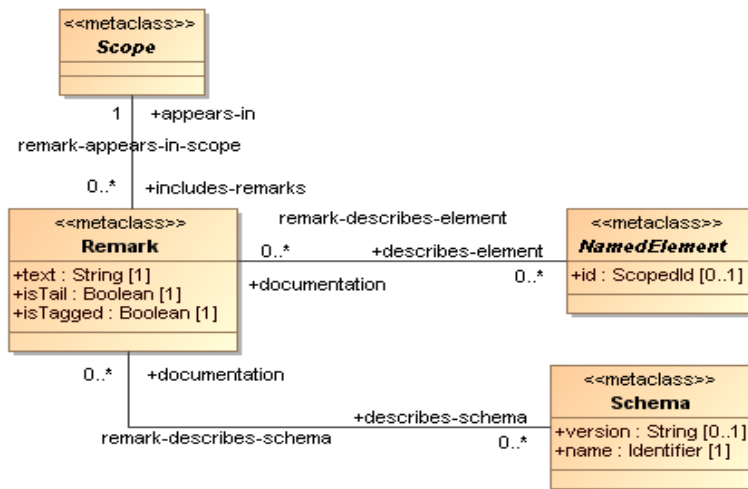 <<metaclass>>
Scope
1 +appears-in
remark-appears-in-scope
0..* +includes-remarks
<<metaclass>>
Remark
+text : String [1]
+isTail : Boolean [1]
+isTagged : Boolean [1]
remark-describes-element
0..* +describes-element
+documentation 0..*
<<metaclass>>
NamedElement
+id : ScopedId [0..1]
0..* +documentation
+describes-schema
remark-describes-schema 0..*
<<metaclass>>
Schema
+version : String [0..1]
+name : Identifier [1]